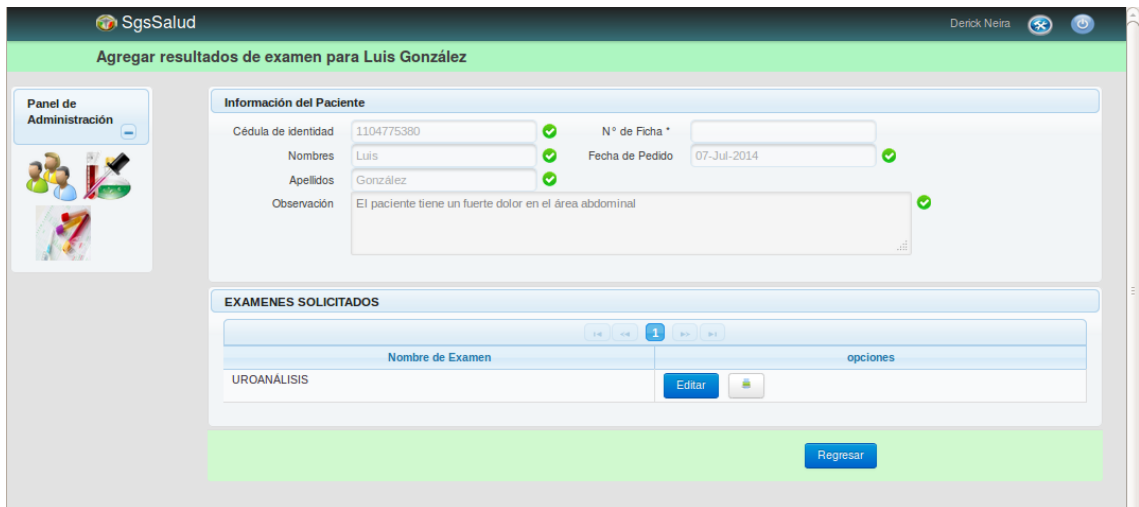 SgsSalud
Derick Neira
Agregar resultados de examen para Luis González
Panel de
Administración
Información del Paciente
Cédula de identidad 1104775380 N° de Ficha *
Nombres Luis Fecha de Pedido 07-Jul-2014
Apellidos González
Observación El paciente tiene un fuerte dolor en el área abdominal
EXAMENES SOLICITADOS
1
Nombre de Examen opciones
UROANÁLISIS Editar
Regresar